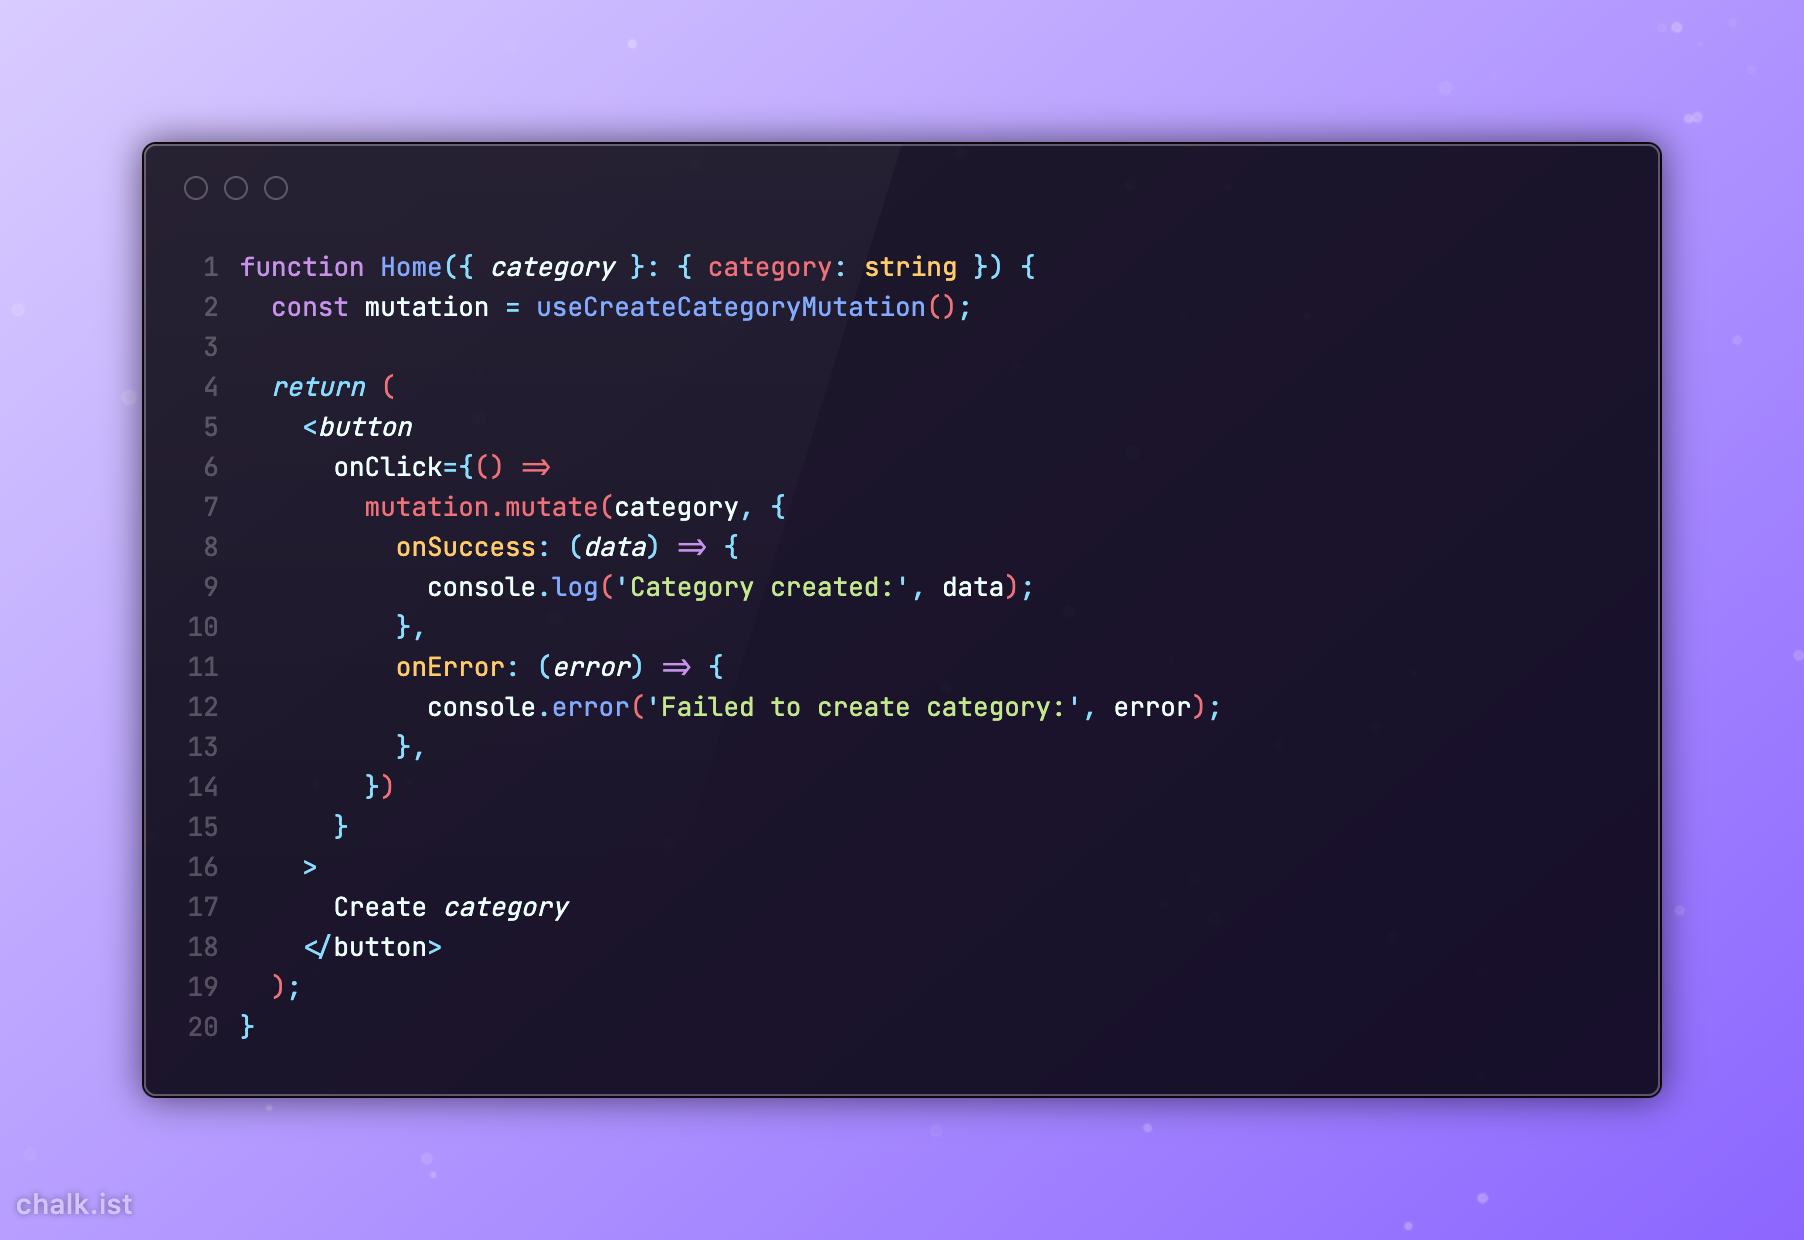 1 function Home({ category }: { category: string }) {
2   const mutation = useCreateCategoryMutation();
3
4   return (
5     <button
6       onClick={() =>
7         mutation.mutate(category, {
8           onSuccess: (data) => {
9             console.log('Category created:', data);
10           },
11           onError: (error) => {
12             console.error('Failed to create category:', error);
13           },
14         })
15       }
16     >
17       Create category
18     </button>
19   );
20 }
chalk.ist